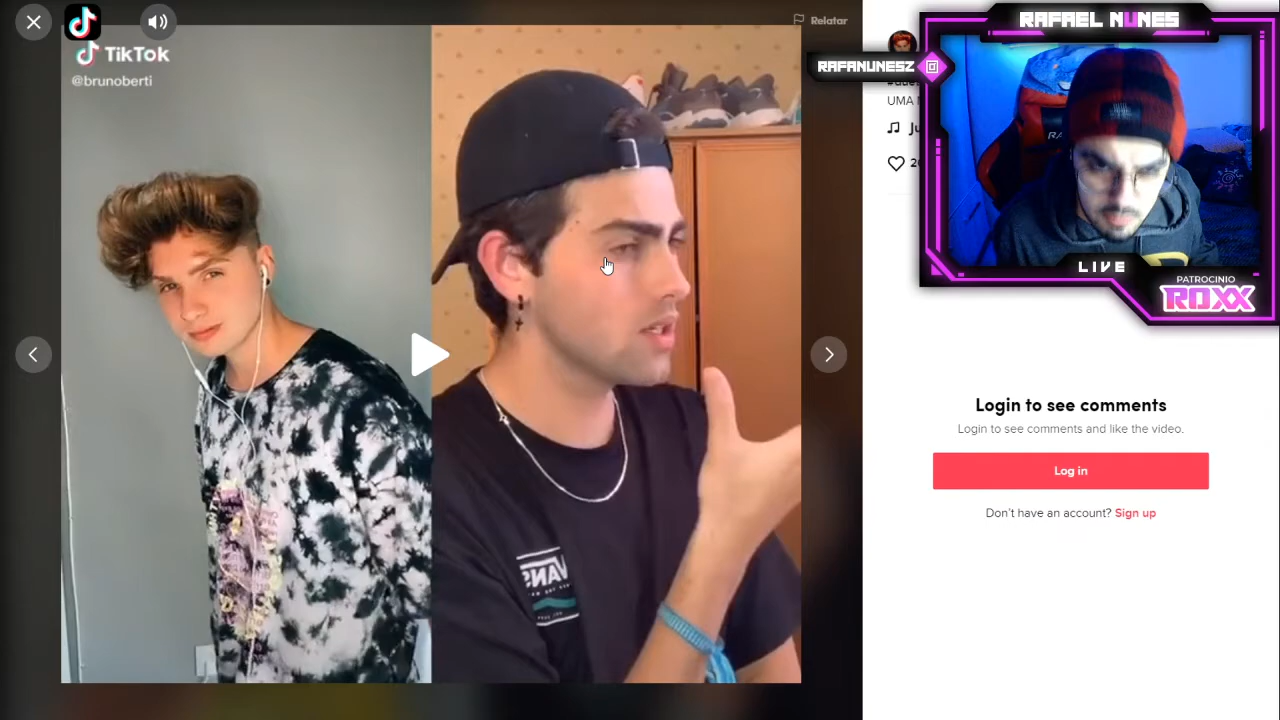 TikTok
@brunoberti
Relatar
RAFAEL NUNES
RAFANUNESZ
UMA
Ju
LIVE
PATROCINIO
ROXX
VANS
Login to see comments
Login to see comments and like the video.
Log in
Don't have an account? Sign up